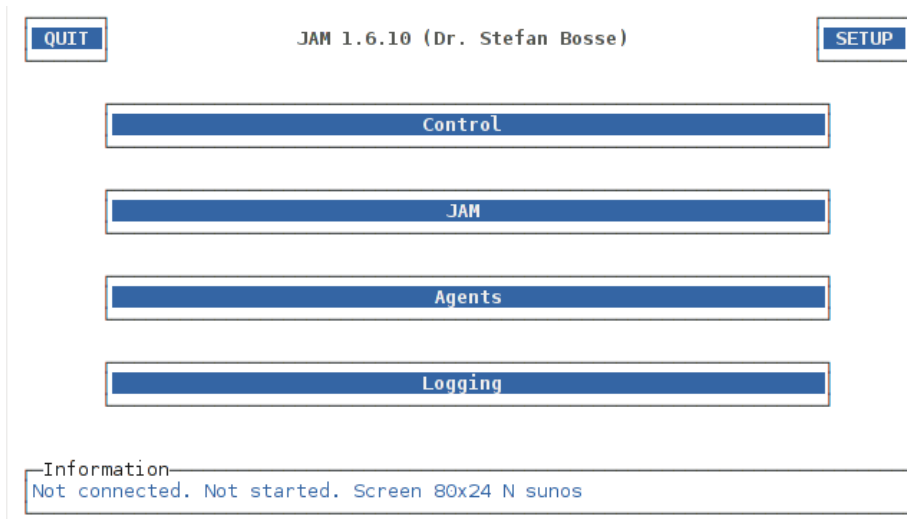 QUIT JAM 1.6.10 (Dr. Stefan Bosse) SETUP
Control
JAM
Agents
Logging
Information
Not connected. Not started. Screen 80x24 N sunos